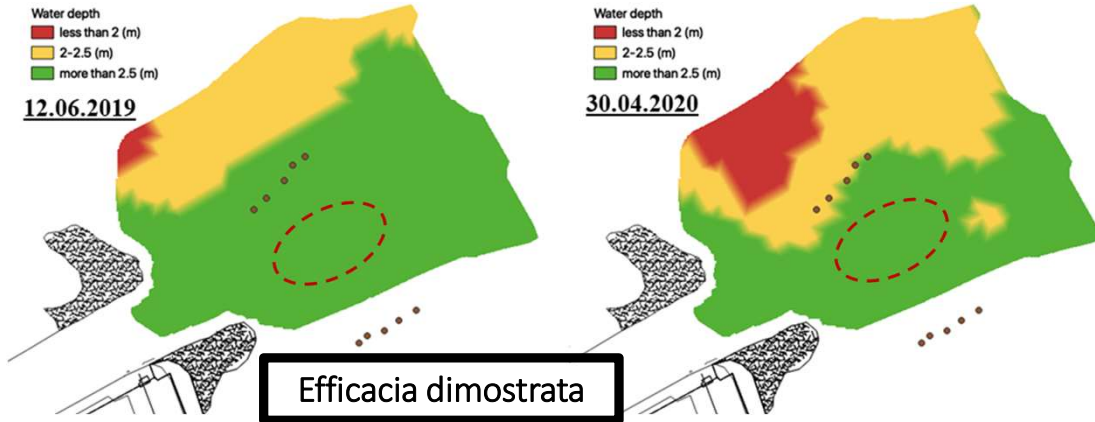 Water depth
less than 2 (m)
2-2.5 (m)
more than 2.5 (m)
12.06.2019
Water depth
less than 2 (m)
2-2.5 (m)
more than 2.5 (m)
30.04.2020
Efficacia dimostrata